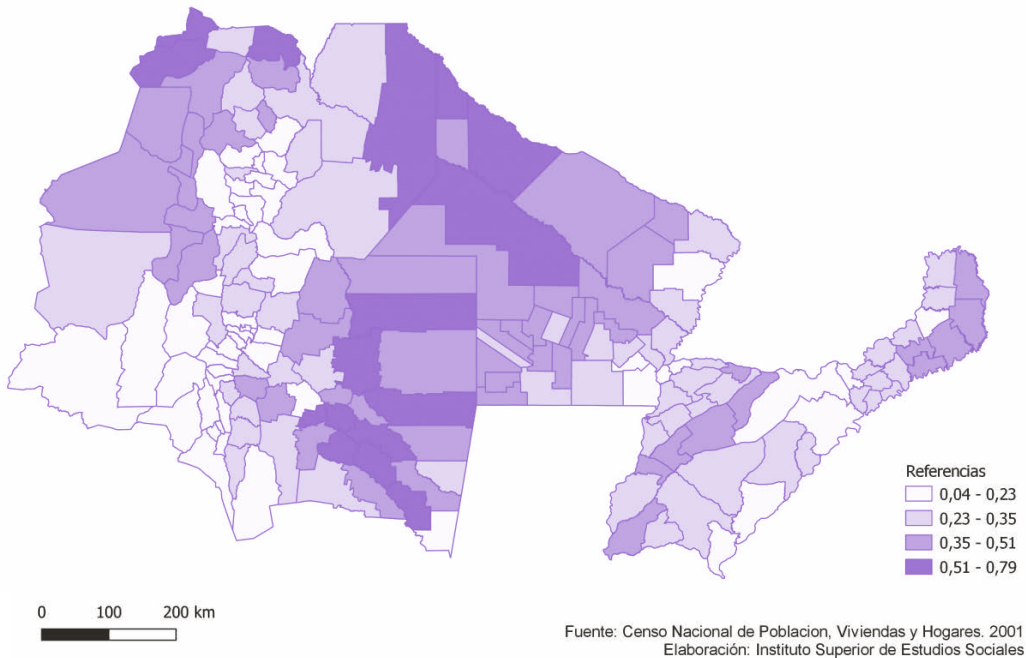 Referencias
0,04 - 0,23
0,23 - 0,35
0,35 - 0,51
0,51 - 0,79
0 100 200 km
Fuente: Censo Nacional de Poblacion, Viviendas y Hogares. 2001
Elaboración: Instituto Superior de Estudios Sociales